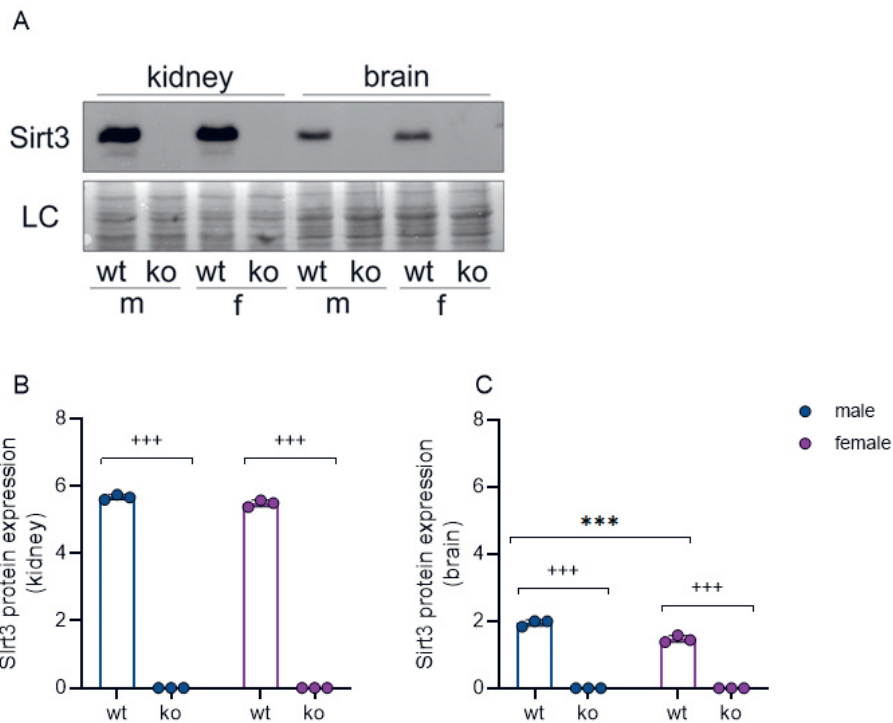 A
kidney brain
Sirt3
LC
wt ko wt ko wt ko wt ko
m f m f
B
Sirt3 protein expression
(kidney)
8
6
4
2
0
+++ +++
wt ko wt ko
C
Sirt3 protein expression
(brain)
8
6
4
2
0
***
+++ +++
wt ko wt ko
male
female